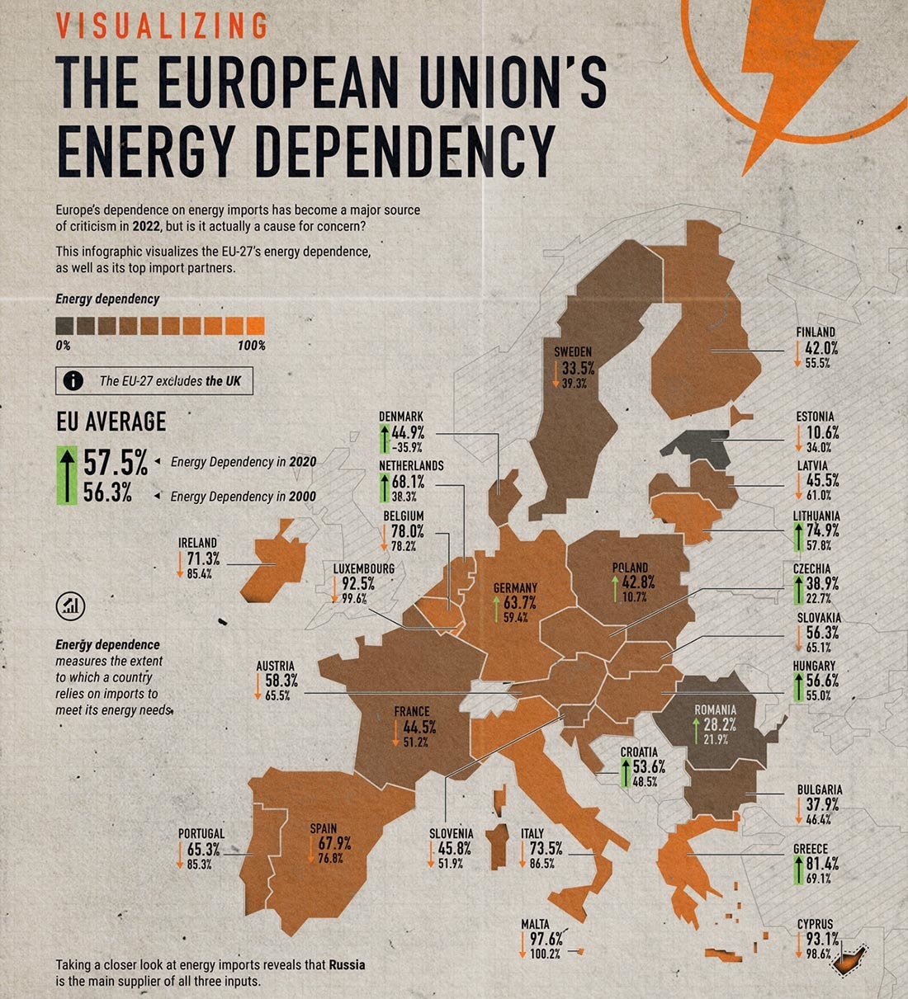 VISUALIZING
THE EUROPEAN UNION'S
ENERGY DEPENDENCY
Europe's dependence on energy imports has become a major source
of criticism in 2022, but is it actually a cause for concern?
This infographic visualizes the EU-27's energy dependence,
as well as its top import partners.
Energy dependency
0%
100%
The EU-27 excludes the UK
EU AVERAGE
57.5%
Energy Dependency in 2020
56.3%
Energy Dependency in 2000
Energy dependence
measures the extent
to which a country
relies on imports to
meet its energy needs.
SWEDEN
33.5%
39.3%
FINLAND
42.0%
55.5%
DENMARK
44.9%
-35.9%
ESTONIA
10.6%
34.0%
NETHERLANDS
68.1%
38.3%
LATVIA
45.5%
61.0%
BELGIUM
78.0%
78.2%
LITHUANIA
74.9%
57.8%
IRELAND
71.3%
85.4%
LUXEMBOURG
92.5%
99.6%
GERMANY
63.7%
59.4%
POLAND
42.8%
10.7%
CZECHIA
38.9%
22.7%
SLOVAKIA
56.3%
65.1%
AUSTRIA
58.3%
65.5%
HUNGARY
56.6%
55.0%
FRANCE
44.5%
51.2%
ROMANIA
28.2%
21.9%
CROATIA
53.6%
48.5%
BULGARIA
37.9%
46.4%
PORTUGAL
65.3%
85.3%
SPAIN
67.9%
76.8%
SLOVENIA
45.8%
51.9%
ITALY
73.5%
86.5%
GREECE
81.4%
69.1%
MALTA
97.6%
100.2%
CYPRUS
93.1%
98.6%
Taking a closer look at energy imports reveals that Russia
is the main supplier of all three inputs.